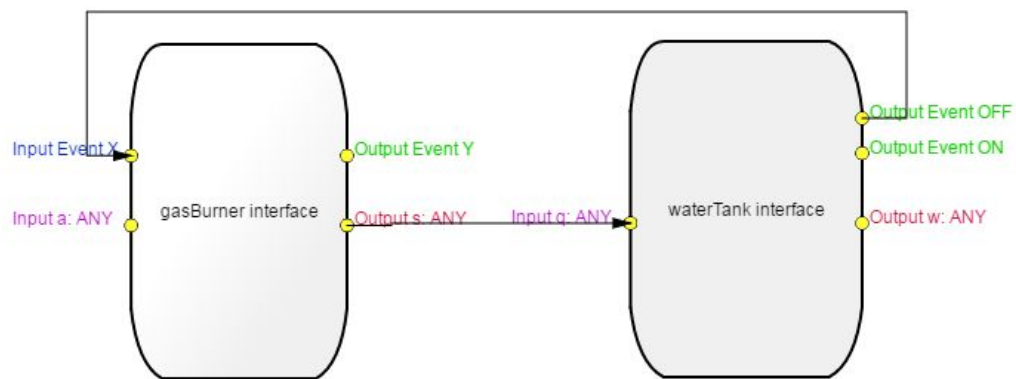 Input Event X
Input a: ANY
gasBurner interface
Output Event Y
Output s: ANY
Input q: ANY
waterTank interface
Output Event OFF
Output Event ON
Output w: ANY